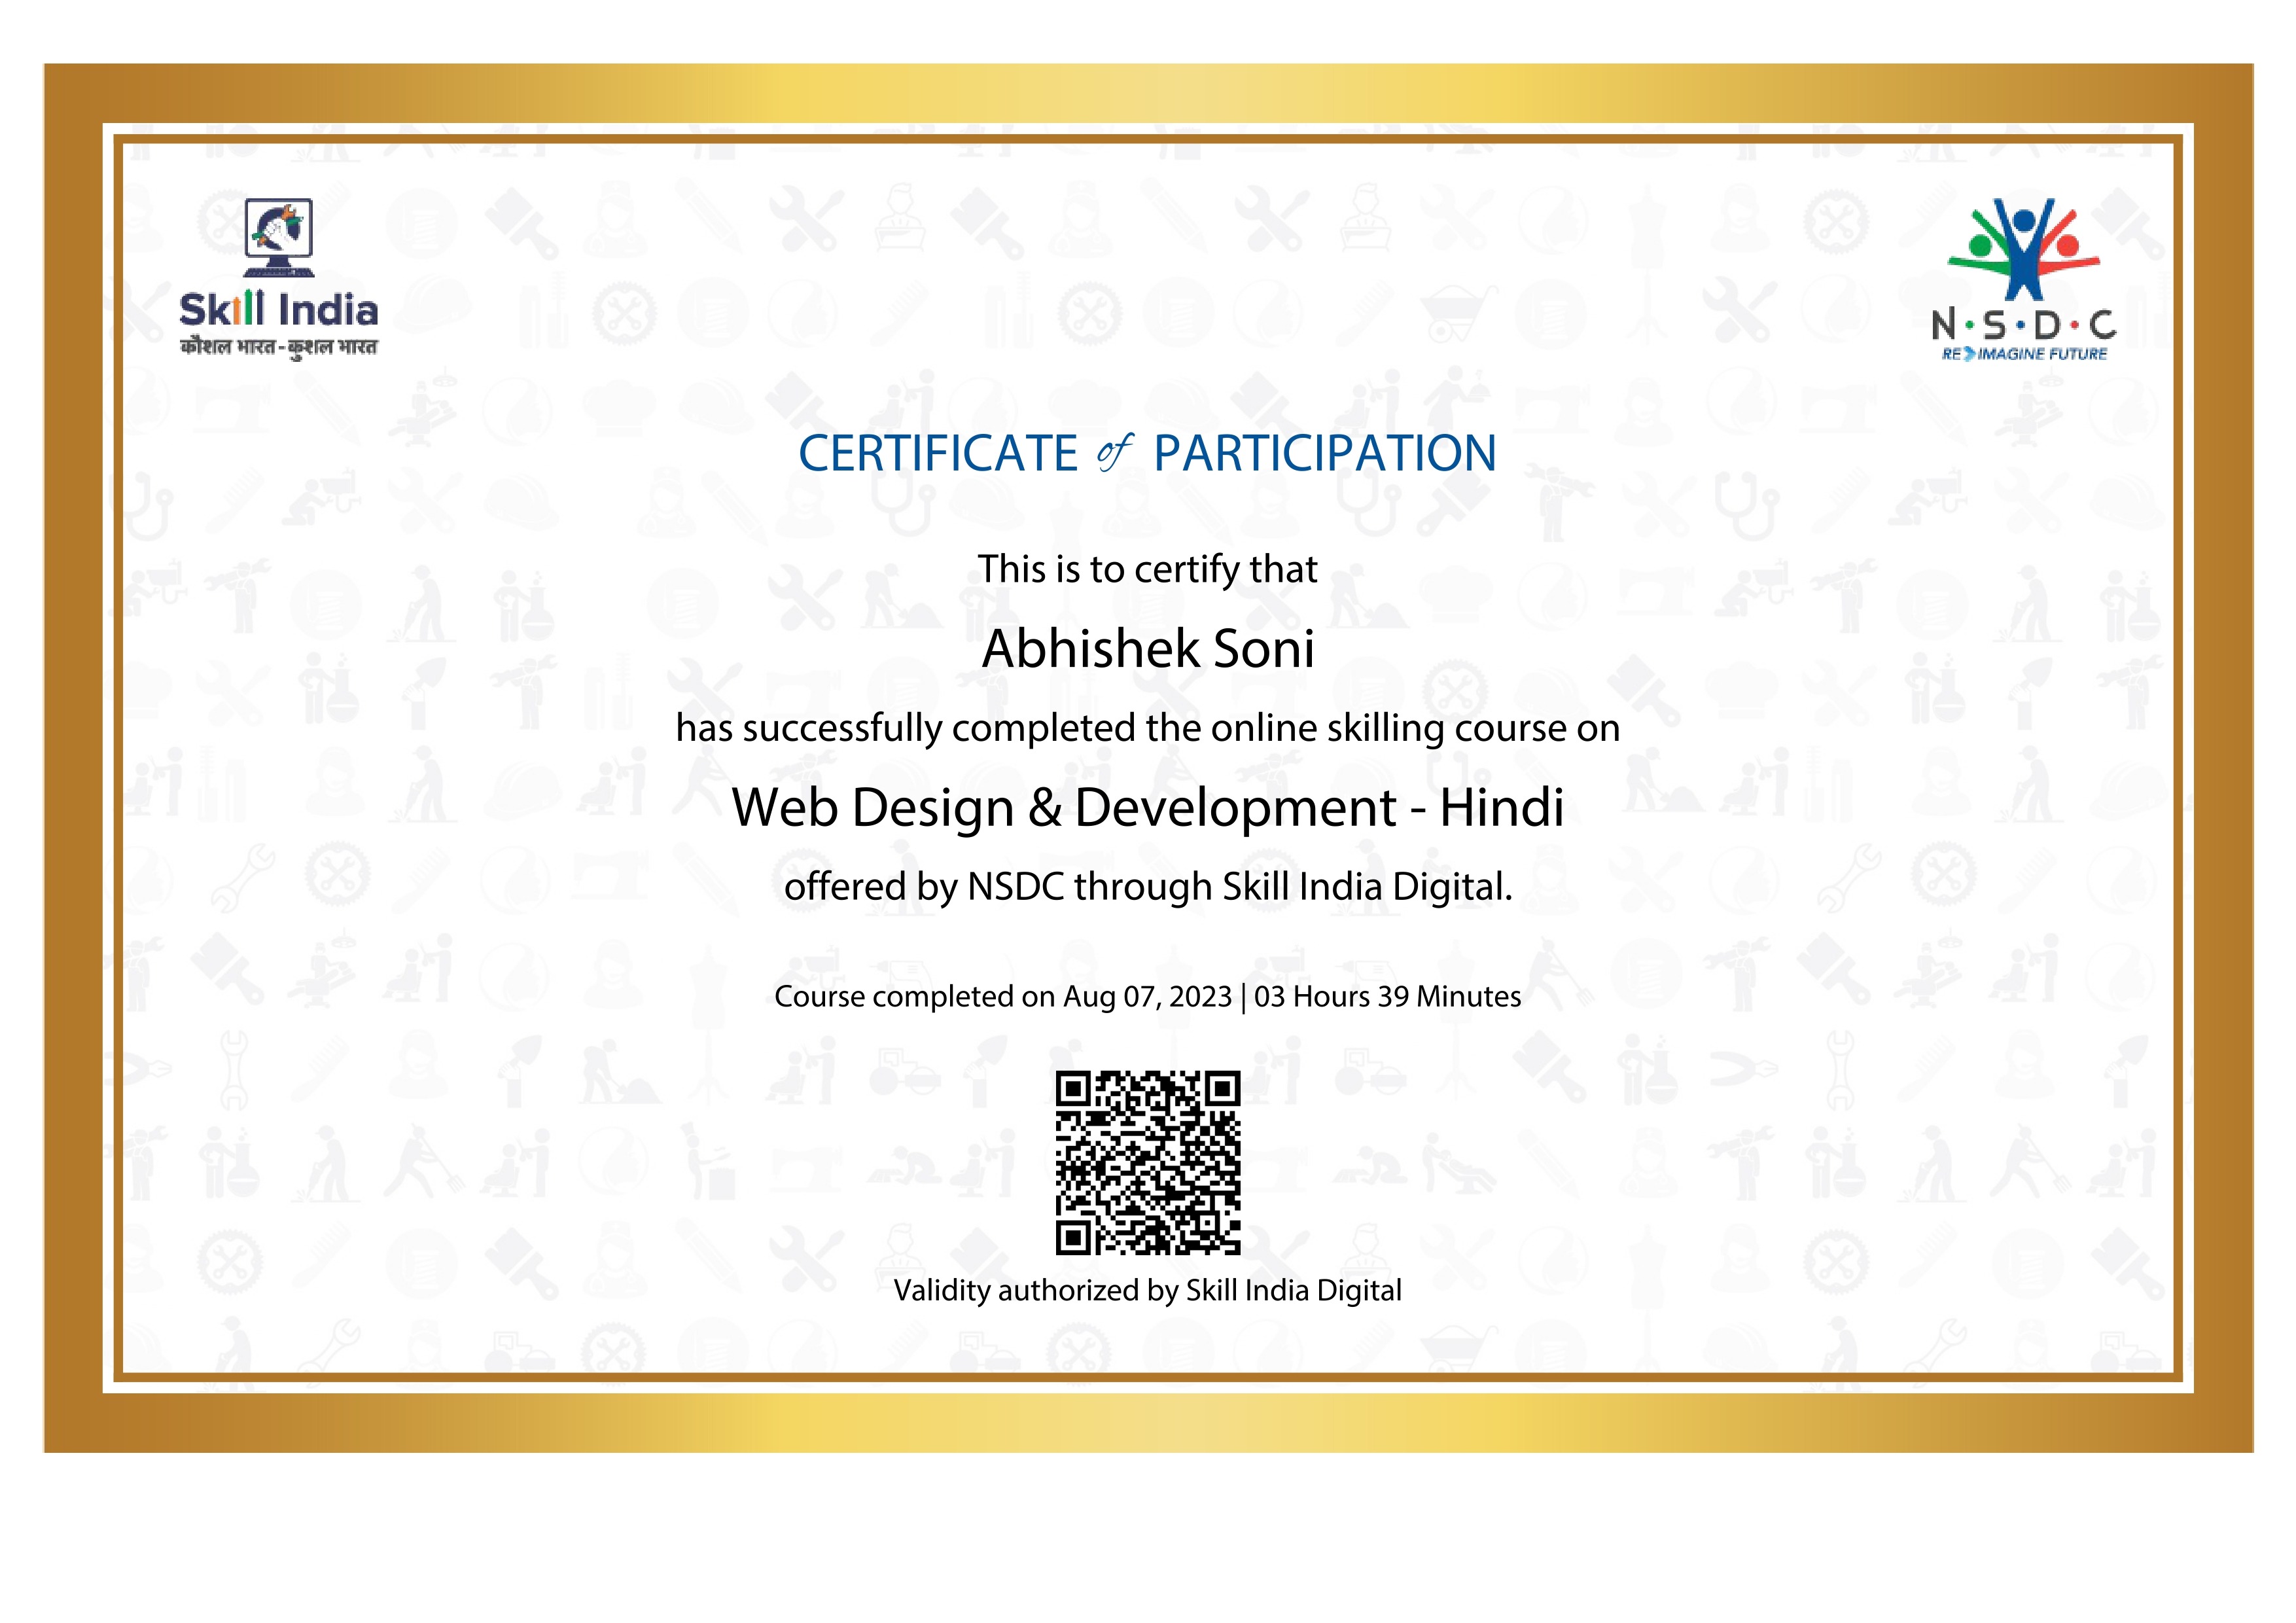 Skill India
कौशल भारत - कुशल भारत
N·S·D·C
RE IMAGINE FUTURE
CERTIFICATE of PARTICIPATION
This is to certify that
Abhishek Soni
has successfully completed the online skilling course on
Web Design & Development - Hindi
offered by NSDC through Skill India Digital.
Course completed on Aug 07, 2023 | 03 Hours 39 Minutes
Validity authorized by Skill India Digital